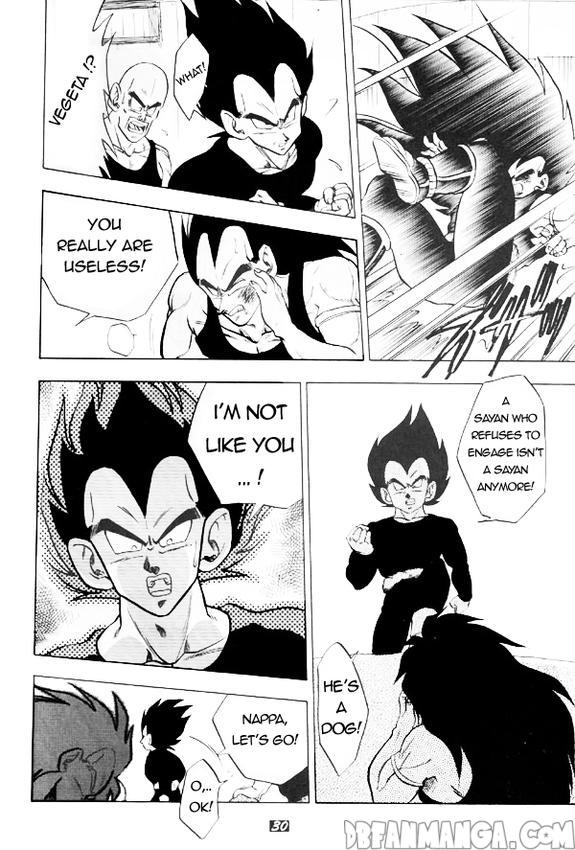 WHAT!
VEGETA !?
YOU
REALLY ARE
USELESS!
A
SAYAN WHO
REFUSES TO
ENGAGE ISN'T
A SAYAN
ANYMORE!
HE'S
A
DOG!
I'M NOT
LIKE YOU
... !
NAPPA,
LET'S GO!
O,..
OK!
30
DBFANMANGA.COM